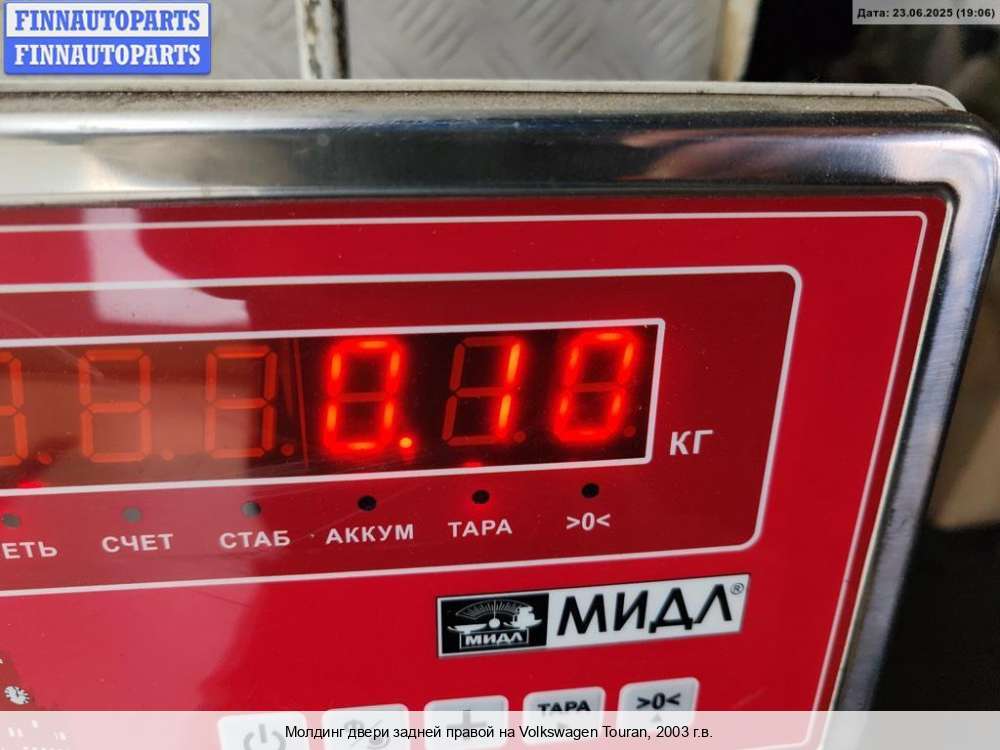 FINNAUTOPARTS
FINNAUTOPARTS
Дата: 23.06.2025 (19:06)
0.10
КГ
СЧЕТ
СТАБ
АККУМ
ТАРА
>0<
МИДЛ
МИДЛ®
ТАРА
>0<
Молдинг двери задней правой на Volkswagen Touran, 2003 г.в.